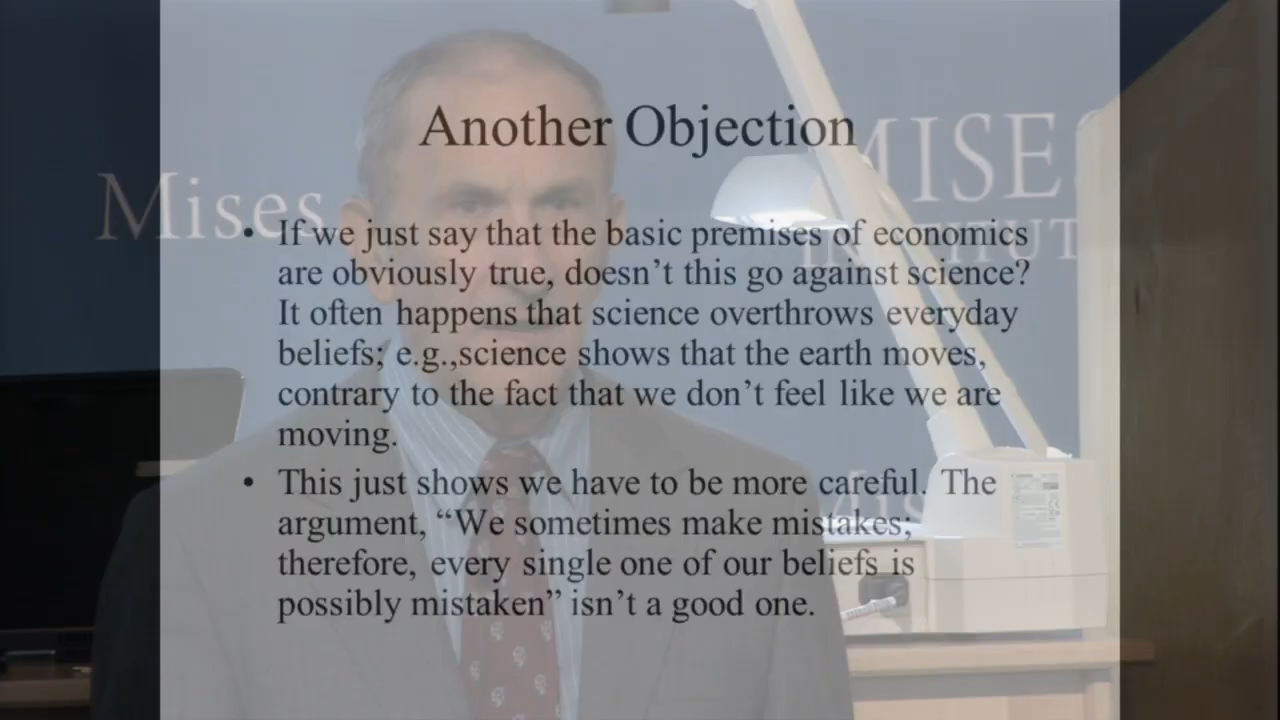 Another Objection
MISES
Mises
• If we just say that the basic premises of economics
are obviously true, doesn’t this go against science?
It often happens that science overthrows everyday
beliefs; e.g.,science shows that the earth moves,
contrary to the fact that we don’t feel like we are
moving.
• This just shows we have to be more careful. The
argument, “We sometimes make mistakes;
therefore, every single one of our beliefs is
possibly mistaken” isn’t a good one.